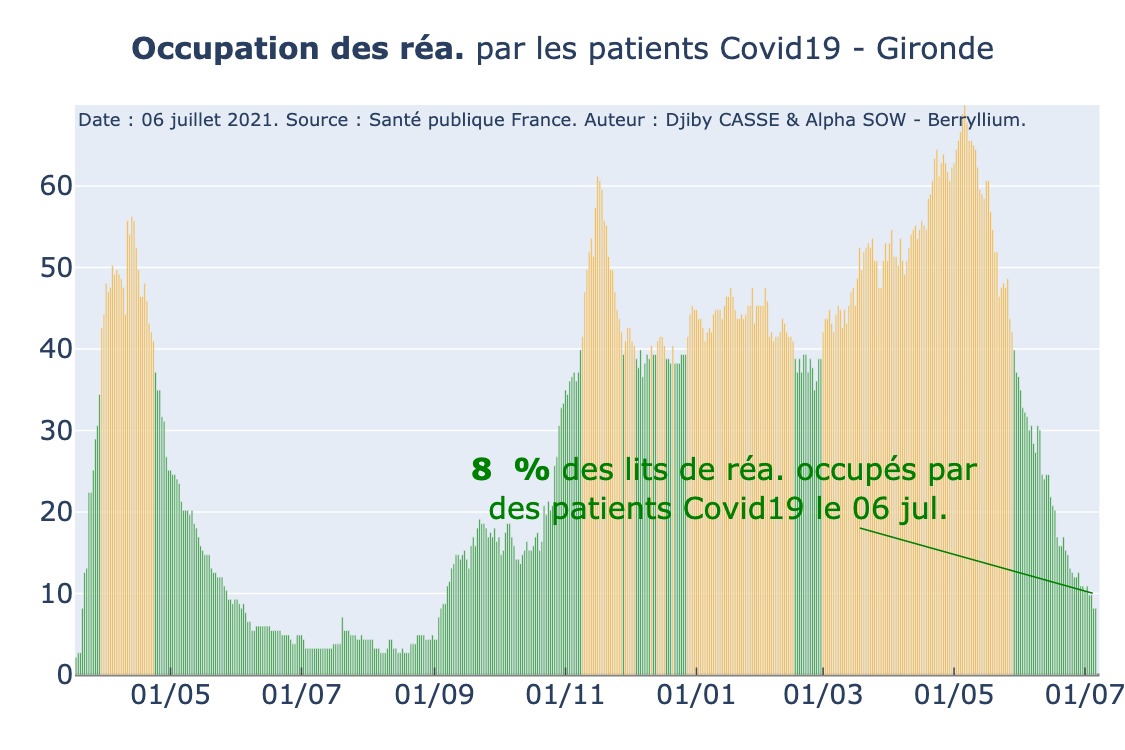 Occupation des réa. par les patients Covid19 - Gironde
Date : 06 juillet 2021. Source : Santé publique France. Auteur : Djiby CASSE & Alpha SOW - Berryllium.
60
50
40
30
8 % des lits de réa. occupés par
des patients Covid19 le 06 jul.
20
10
0
01/05 01/07 01/09 01/11 01/01 01/03 01/05 01/07